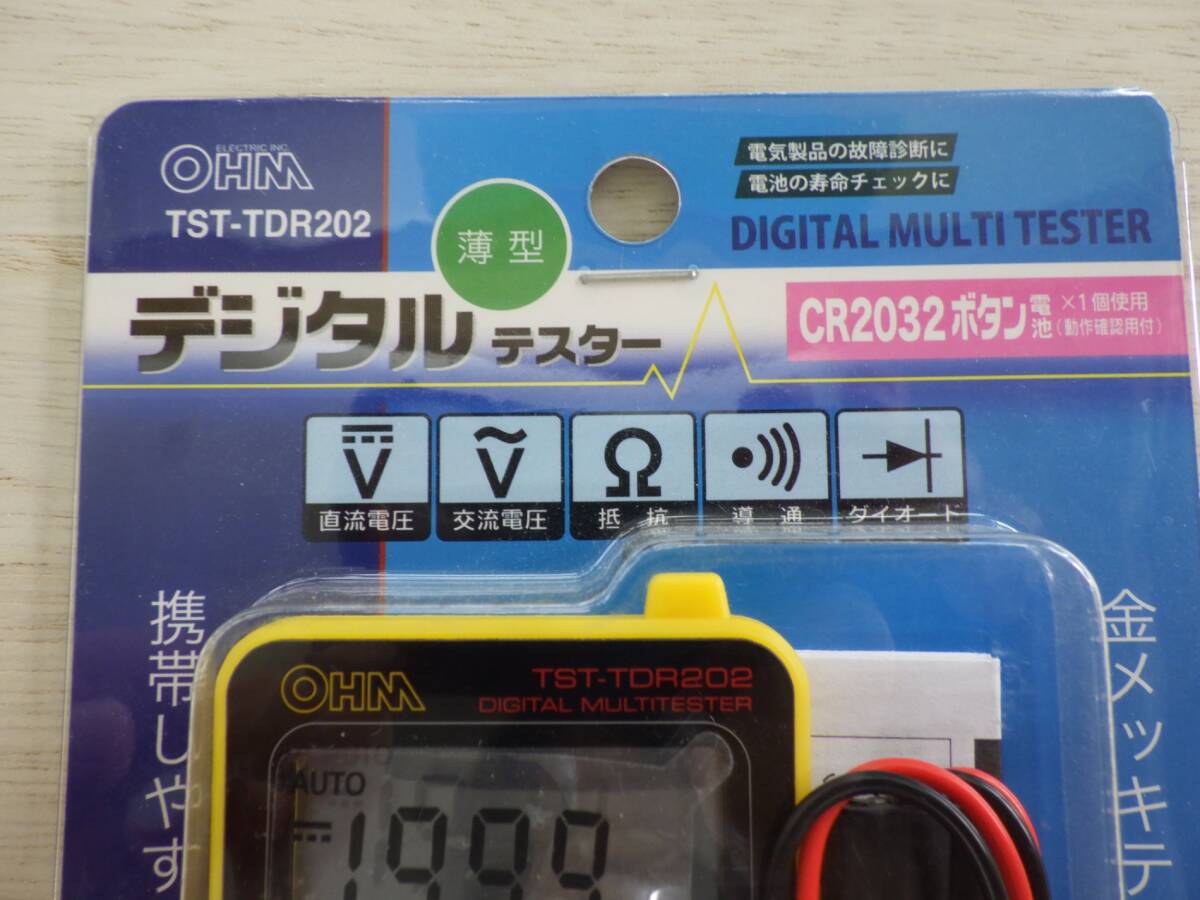 ELECTRIC INC.
OHM
TST-TDR202
薄型
電気製品の故障診断に
電池の寿命チェックに
DIGITAL MULTI TESTER
デジタルテスター
CR2032ボタン電池×1個使用
(動作確認用付)
V
V
Ω
直流電圧
交流電圧
抵抗
導通
ダイオード
携帯しやす
金メッキテ
OHM
TST-TDR202
DIGITAL MULTITESTER
AUTO
1999